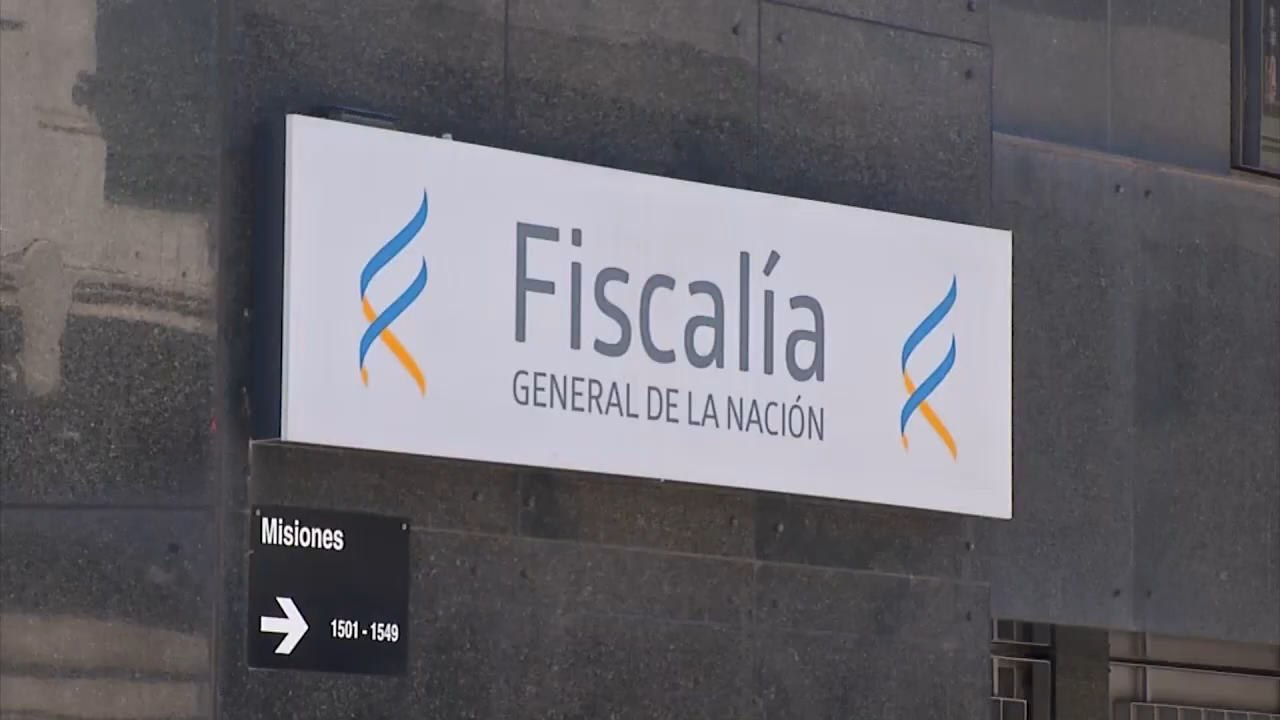 Fiscalía
GENERAL DE LA NACIÓN
Misiones
1501 - 1549